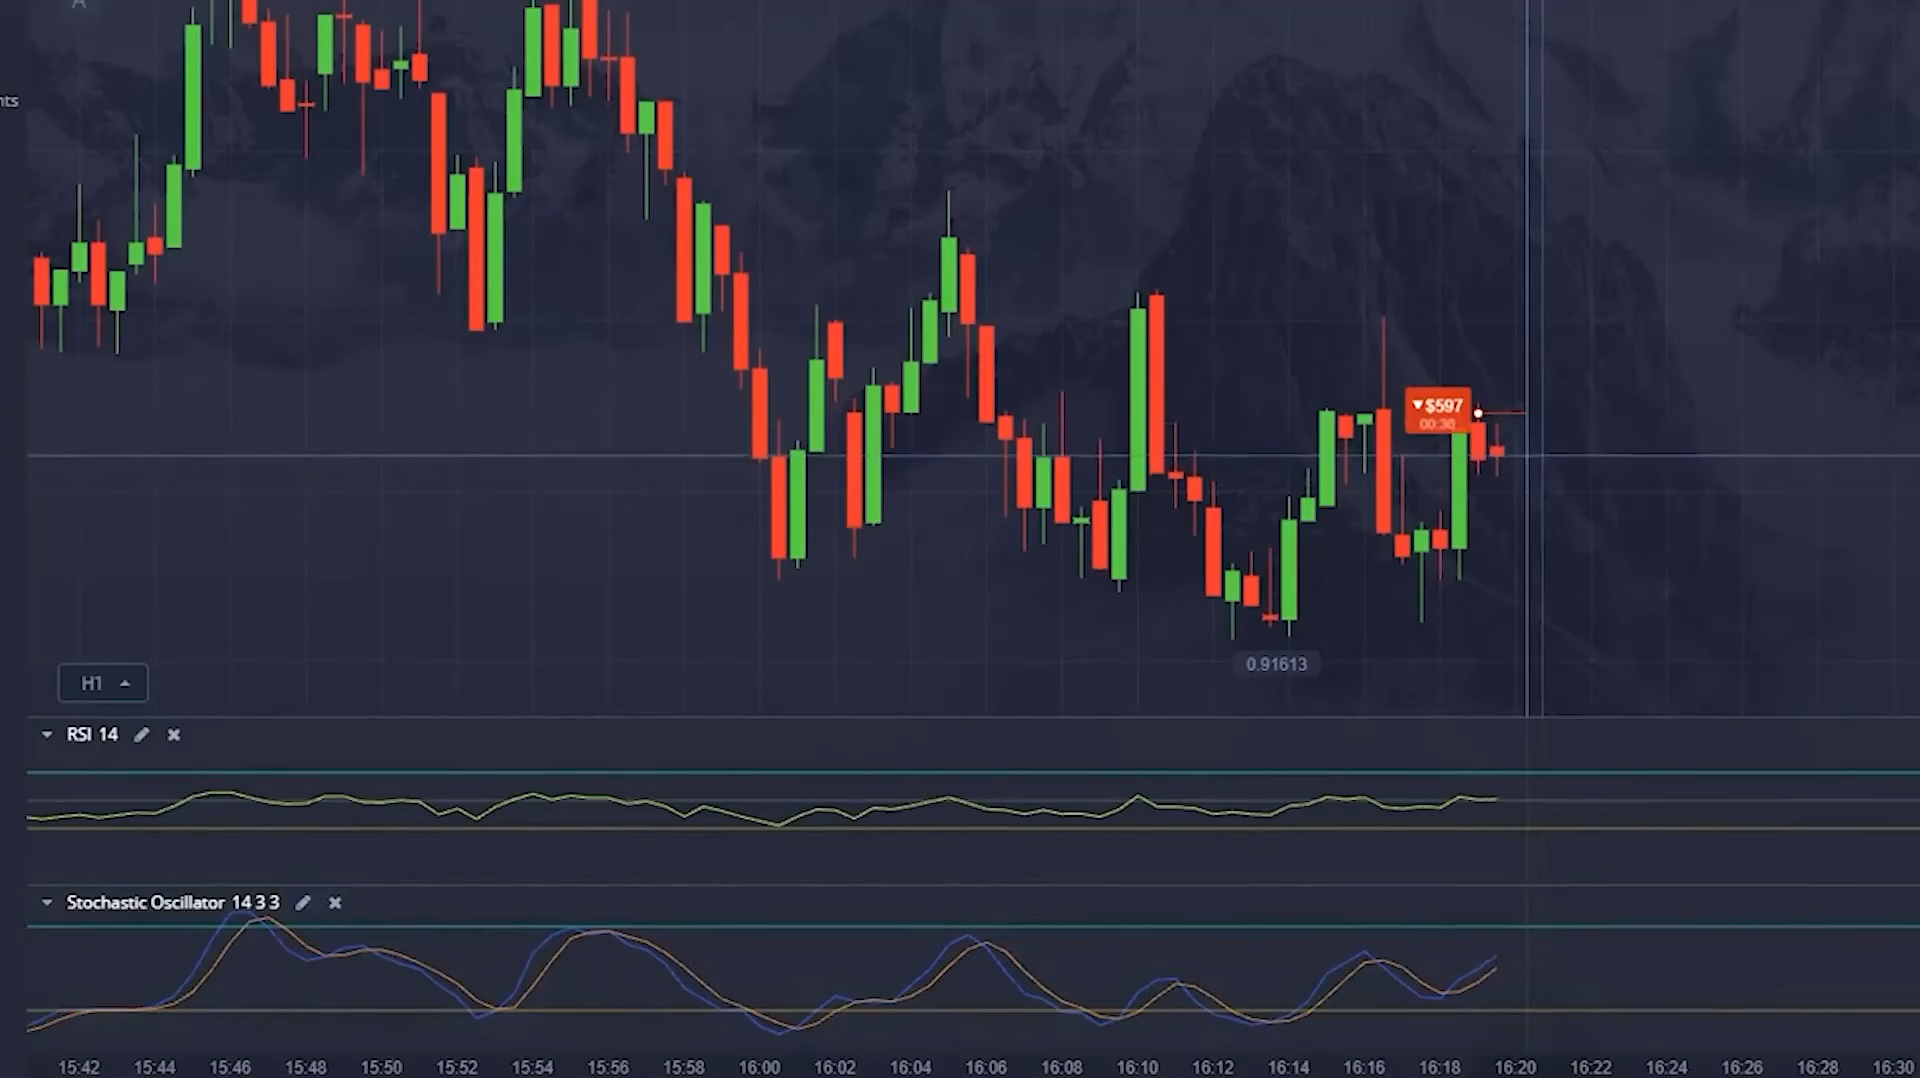 A
nts
▼$597
00:30
0.91613
H1
RSI 14
Stochastic Oscillator 14 3 3
15:42 15:44 15:46 15:48 15:50 15:52 15:54 15:56 15:58 16:00 16:02 16:04 16:06 16:08 16:10 16:12 16:14 16:16 16:18 16:20 16:22 16:24 16:26 16:28 16:30